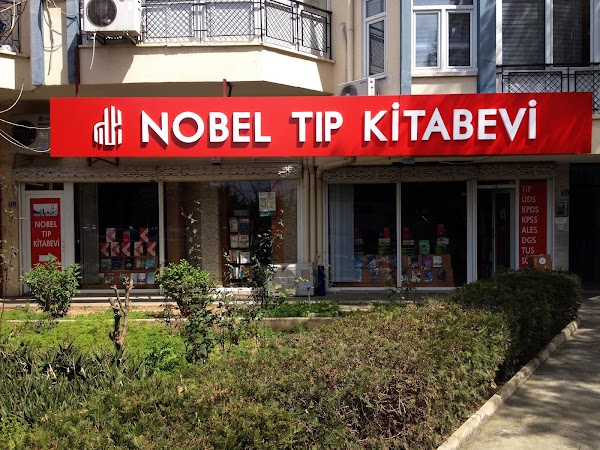 NOBEL TIP KİTABEVİ
NOBEL
TIP
KİTABEVİ
TIP
ÜDS
KPDS
KPSS
ALES
DGS
TUS